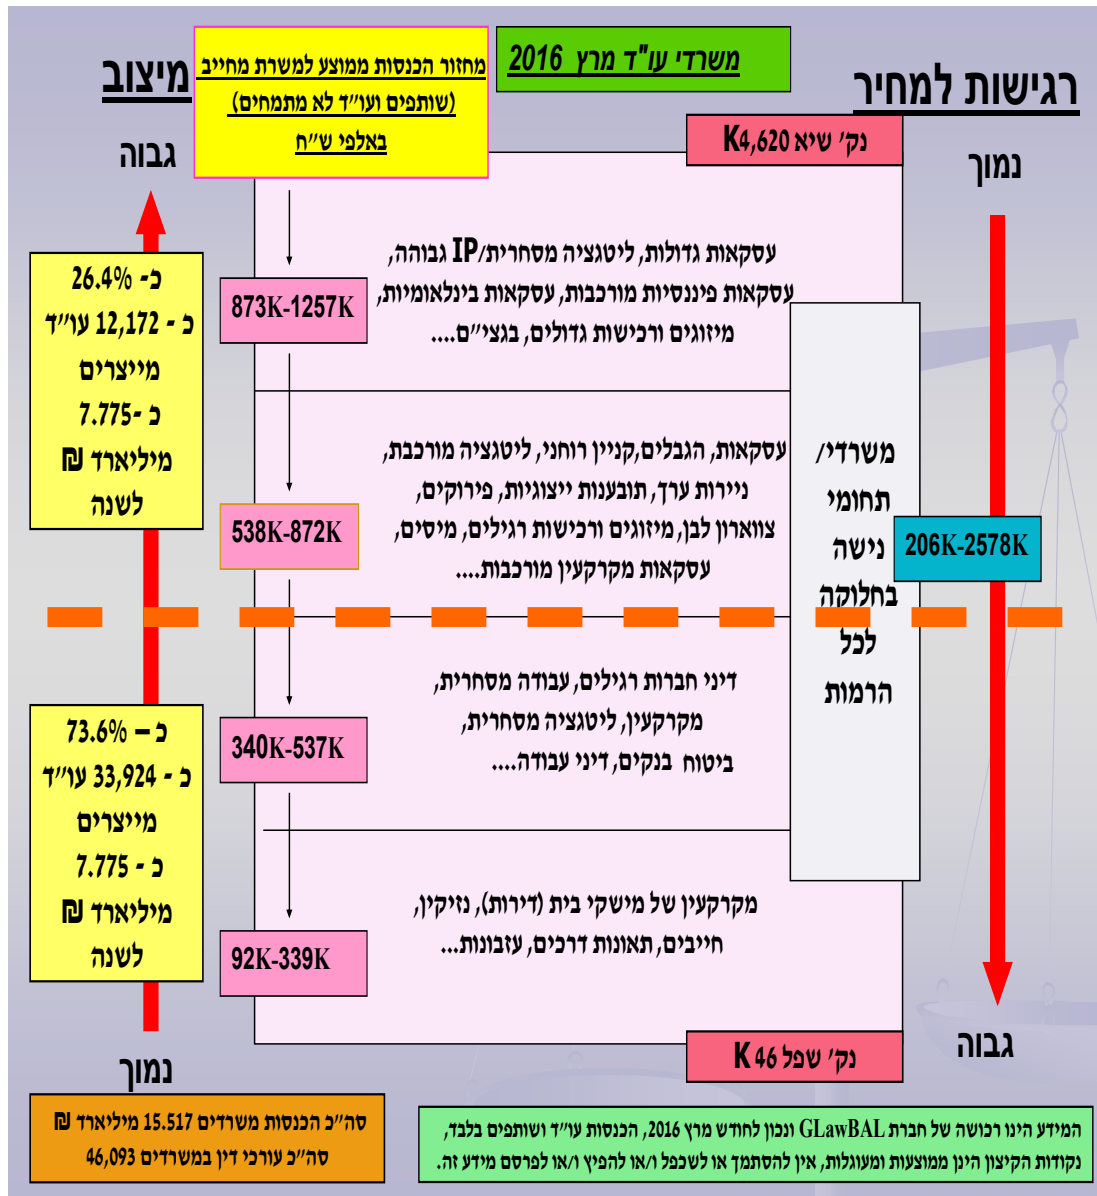 משרדי עו"ד מרץ 2016
רגישות למחיר
נמוך
גבוה
מיצוב
גבוה
נמוך
מחזור הכנסות ממוצע למשרת מחייב
(שותפים ועו״ד לא מתמחים)
באלפי ש״ח
נק׳ שיא 4,620K
עסקאות גדולות, ליטגציה מסחרית/IP גבוהה,
עסקאות פיננסיות מורכבות, עסקאות בינלאומיות,
מיזוגים ורכישות גדולים, בגצי״ם....
873K-1257K
עסקאות, הגבלים,קניין רוחני, ליטגציה מורכבת,
ניירות ערך, תובענות ייצוגיות, פירוקים,
צווארון לבן, מיזוגים ורכישות רגילים, מיסים,
עסקאות מקרקעין מורכבות....
538K-872K
דיני חברות רגילים, עבודה מסחרית,
מקרקעין, ליטגציה מסחרית,
ביטוח בנקים, דיני עבודה....
340K-537K
מקרקעין של מישקי בית (דירות), נזיקין,
חייבים, תאונות דרכים, עזבונות...
92K-339K
נק׳ שפל 46 K
משרדי/
תחומי
נישה
בחלוקה
לכל
הרמות
206K-2578K
כ- 26.4%
כ - 12,172 עו״ד
מייצרים
כ -7.775
מיליארד ₪
לשנה
כ – 73.6%
כ - 33,924 עו״ד
מייצרים
כ - 7.775
מיליארד ₪
לשנה
סה״כ הכנסות משרדים 15.517 מיליארד ₪
סה״כ עורכי דין במשרדים 46,093
המידע הינו רכושה של חברת GLawBAL ונכון לחודש מרץ 2016, הכנסות עו״ד ושותפים בלבד,
נקודות הקיצון הינן ממוצעות ומעוגלות, אין להסתמך או לשכפל ו/או להפיץ ו/או לפרסם מידע זה.